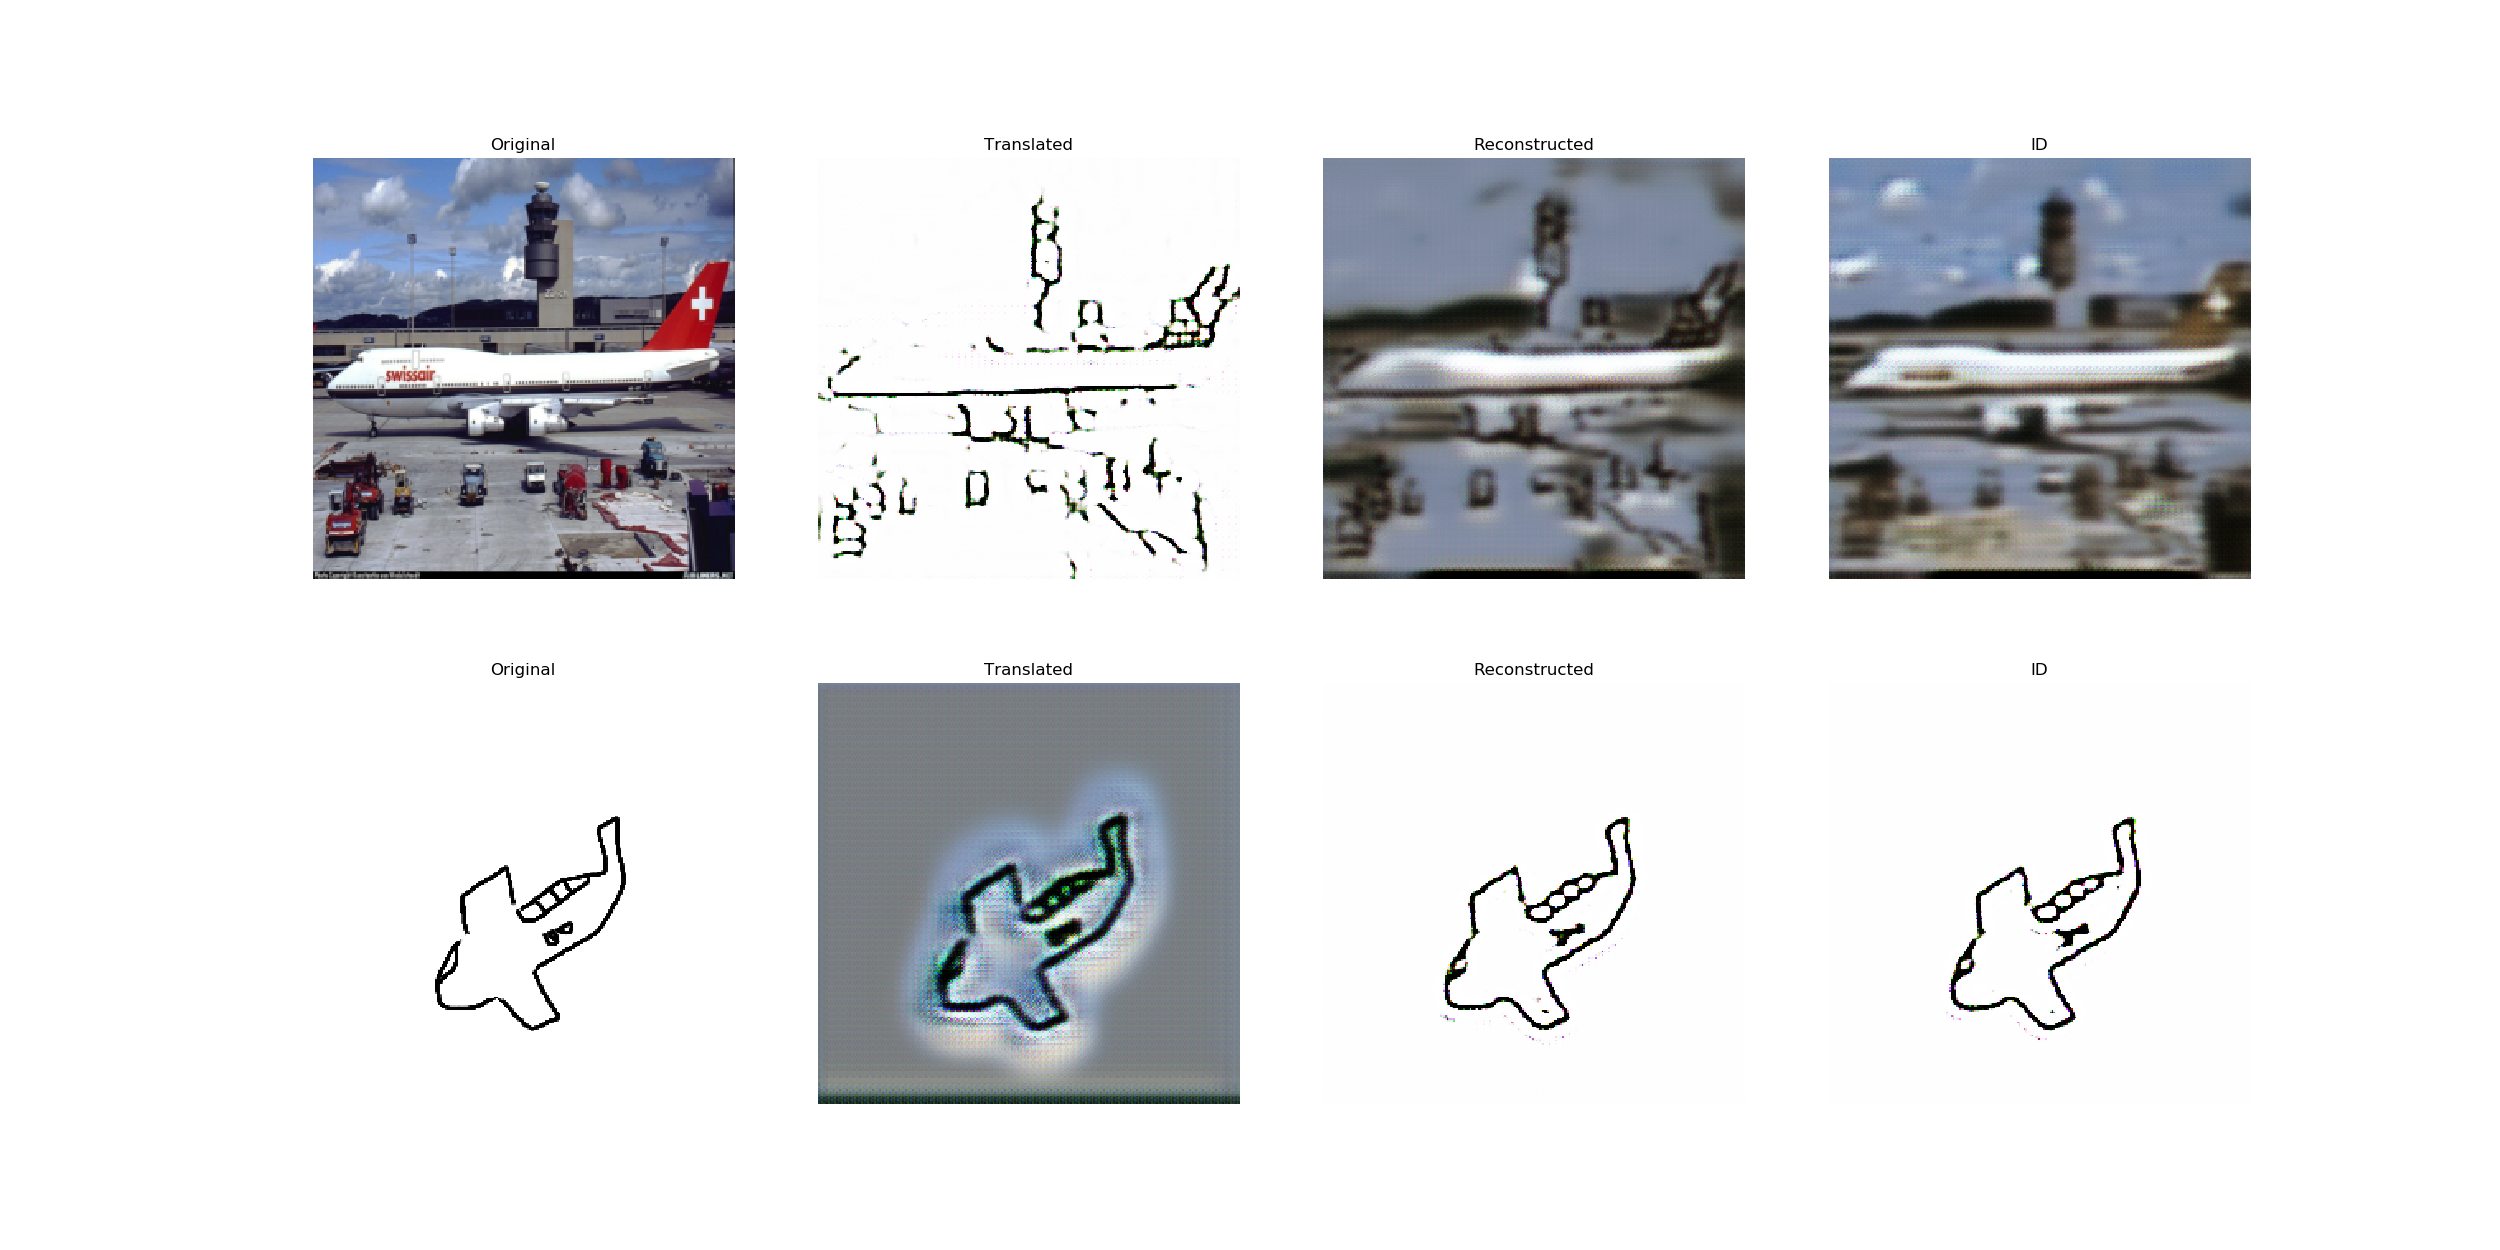 Original
Translated
Reconstructed
ID
swissair
Original
Translated
Reconstructed
ID